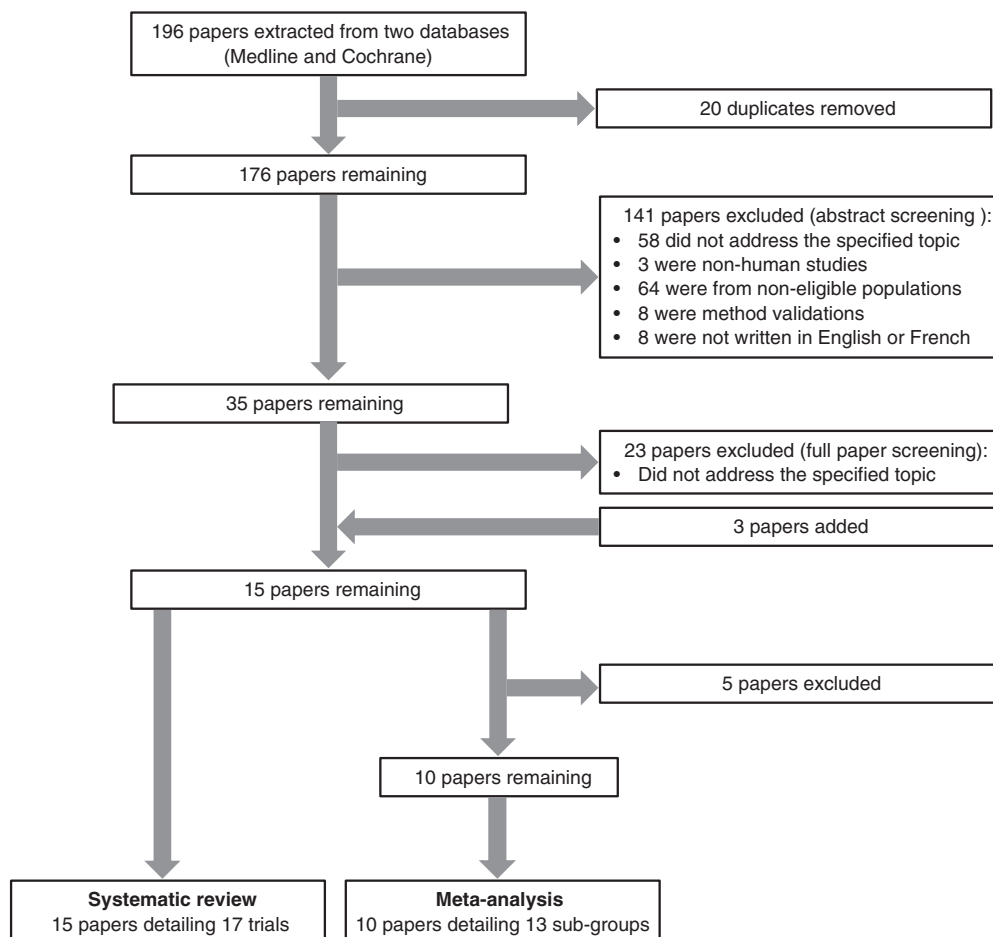 196 papers extracted from two databases
(Medline and Cochrane)
20 duplicates removed
176 papers remaining
141 papers excluded (abstract screening ):
• 58 did not address the specified topic
• 3 were non-human studies
• 64 were from non-eligible populations
• 8 were method validations
• 8 were not written in English or French
35 papers remaining
23 papers excluded (full paper screening):
• Did not address the specified topic
3 papers added
15 papers remaining
5 papers excluded
10 papers remaining
Systematic review
15 papers detailing 17 trials
Meta-analysis
10 papers detailing 13 sub-groups